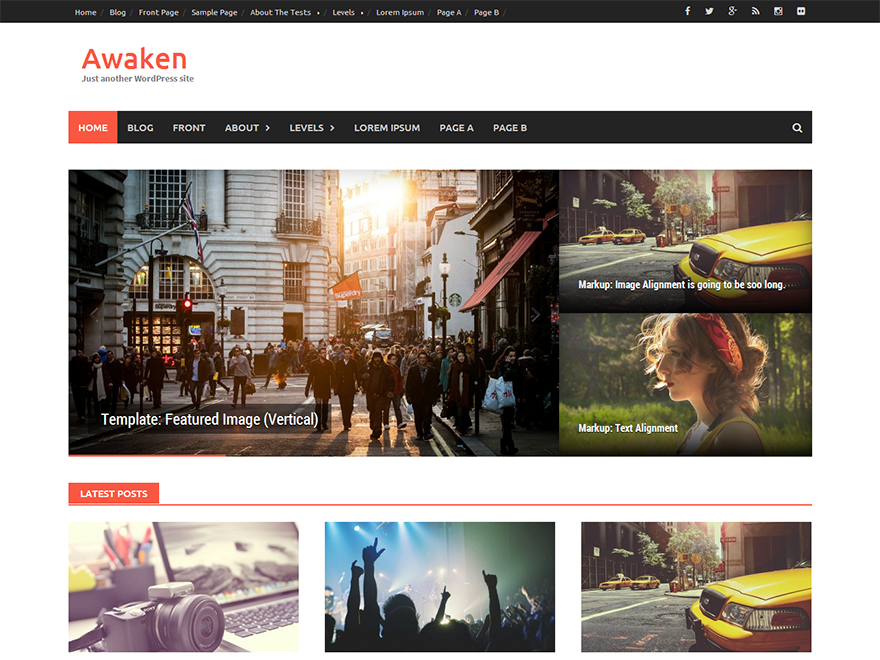 Home / Blog / Front Page / Sample Page / About The Tests / Levels / Lorem Ipsum / Page A / Page B /
Awaken
Just another WordPress site
HOME BLOG FRONT ABOUT LEVELS LOREM IPSUM PAGE A PAGE B
Superdry.
Template: Featured Image (Vertical)
Markup: Image Alignment is going to be soo long.
Markup: Text Alignment
LATEST POSTS
SONY